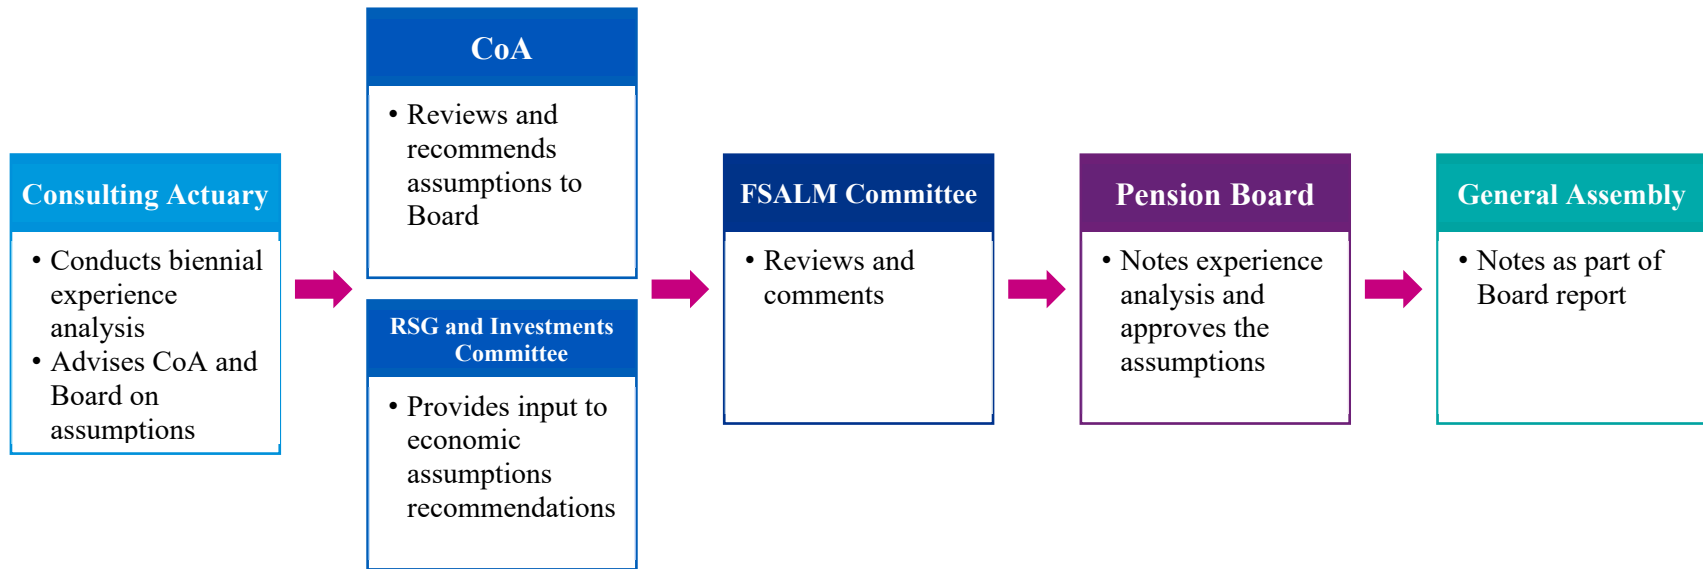 Consulting Actuary
• Conducts biennial
experience
analysis
• Advises CoA and
Board on
assumptions
CoA
• Reviews and
recommends
assumptions to
Board
RSG and Investments
Committee
• Provides input to
economic
assumptions
recommendations
FSALM Committee
• Reviews and
comments
Pension Board
• Notes experience
analysis and
approves the
assumptions
General Assembly
• Notes as part of
Board report